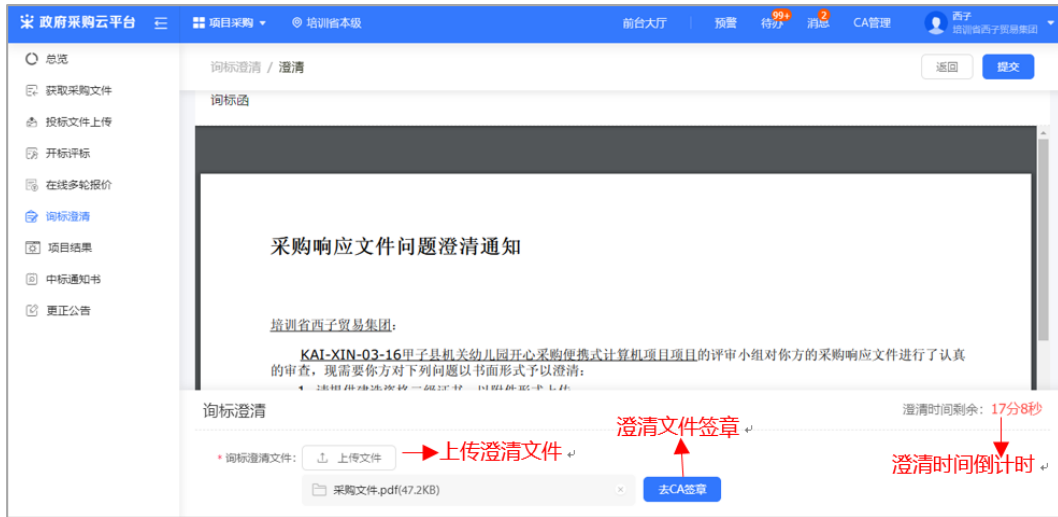 政府采购云平台 项目采购 培训省本级 前台大厅 预警 待办 99+ 消息 2 CA管理 西子
培训省西子贸易集团
总览
获取采购文件
投标文件上传
开标评标
在线多轮报价
询标澄清
项目结果
中标通知书
更正公告
询标澄清 / 澄清 返回 提交
询标函
采购响应文件问题澄清通知
培训省西子贸易集团：
KAI-XIN-03-16甲子县机关幼儿园开心采购便携式计算机项目项目的评审小组对你方的采购响应文件进行了认真
的审查，现需要你方对下列问题以书面形式予以澄清：
询标澄清 澄清时间剩余：17分8秒
澄清文件签章
* 询标澄清文件： 上传文件 上传澄清文件
澄清时间倒计时
采购文件.pdf(47.2KB) × 去CA签章